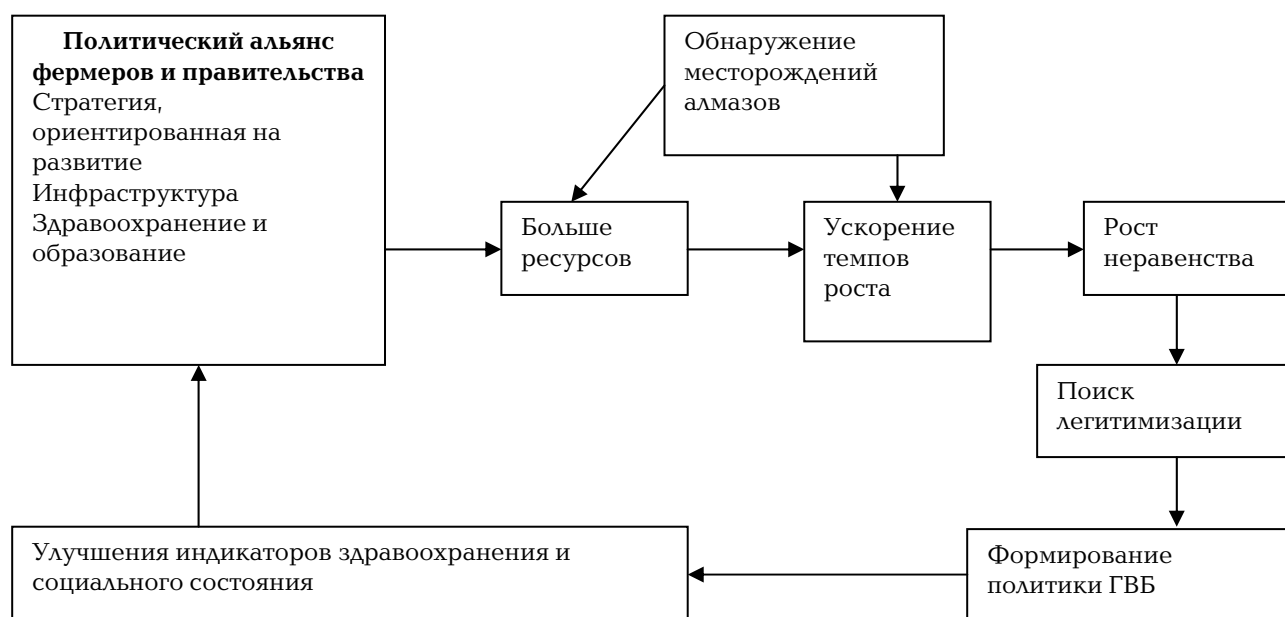 Политический альянс
фермеров и правительства
Стратегия,
ориентированная на
развитие
Инфраструктура
Здравоохранение и
образование
Обнаружение
месторождений
алмазов
Больше
ресурсов
Ускорение
темпов
роста
Рост
неравенства
Поиск
легитимизации
Формирование
политики ГВБ
Улучшения индикаторов здравоохранения и
социального состояния